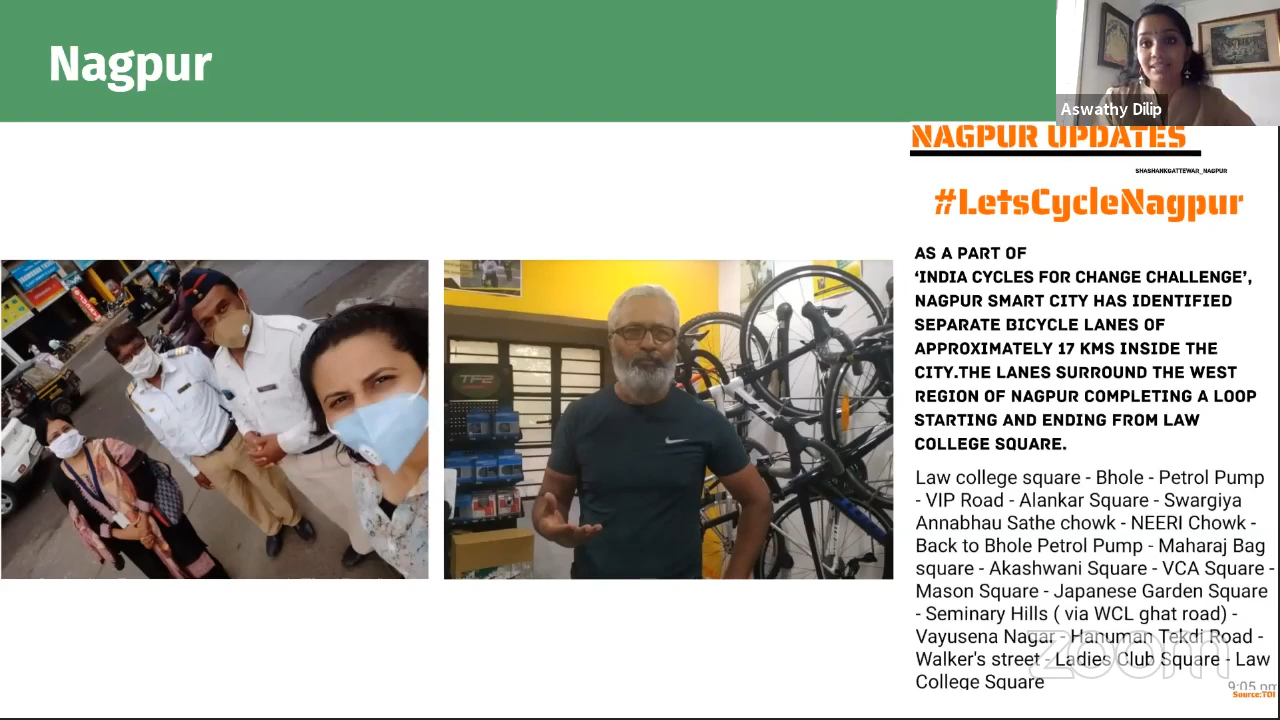 Nagpur
Aswathy Dilip
NAGPUR UPDATES
SHASHANKGATTEWAR_NAGPUR
#LetsCycleNagpur
AS A PART OF
‘INDIA CYCLES FOR CHANGE CHALLENGE’,
NAGPUR SMART CITY HAS IDENTIFIED
SEPARATE BICYCLE LANES OF
APPROXIMATELY 17 KMS INSIDE THE
CITY.THE LANES SURROUND THE WEST
REGION OF NAGPUR COMPLETING A LOOP
STARTING AND ENDING FROM LAW
COLLEGE SQUARE.
Law college square - Bhole - Petrol Pump
- VIP Road - Alankar Square - Swargiya
Annabhau Sathe chowk - NEERI Chowk -
Back to Bhole Petrol Pump - Maharaj Bag
square - Akashwani Square - VCA Square -
Mason Square - Japanese Garden Square
- Seminary Hills ( via WCL ghat road) -
Vayusena Nagar - Hanuman Tekdi Road -
Walker's street - Ladies Club Square - Law
College Square
zoom
9:05 pm
Source:TOI